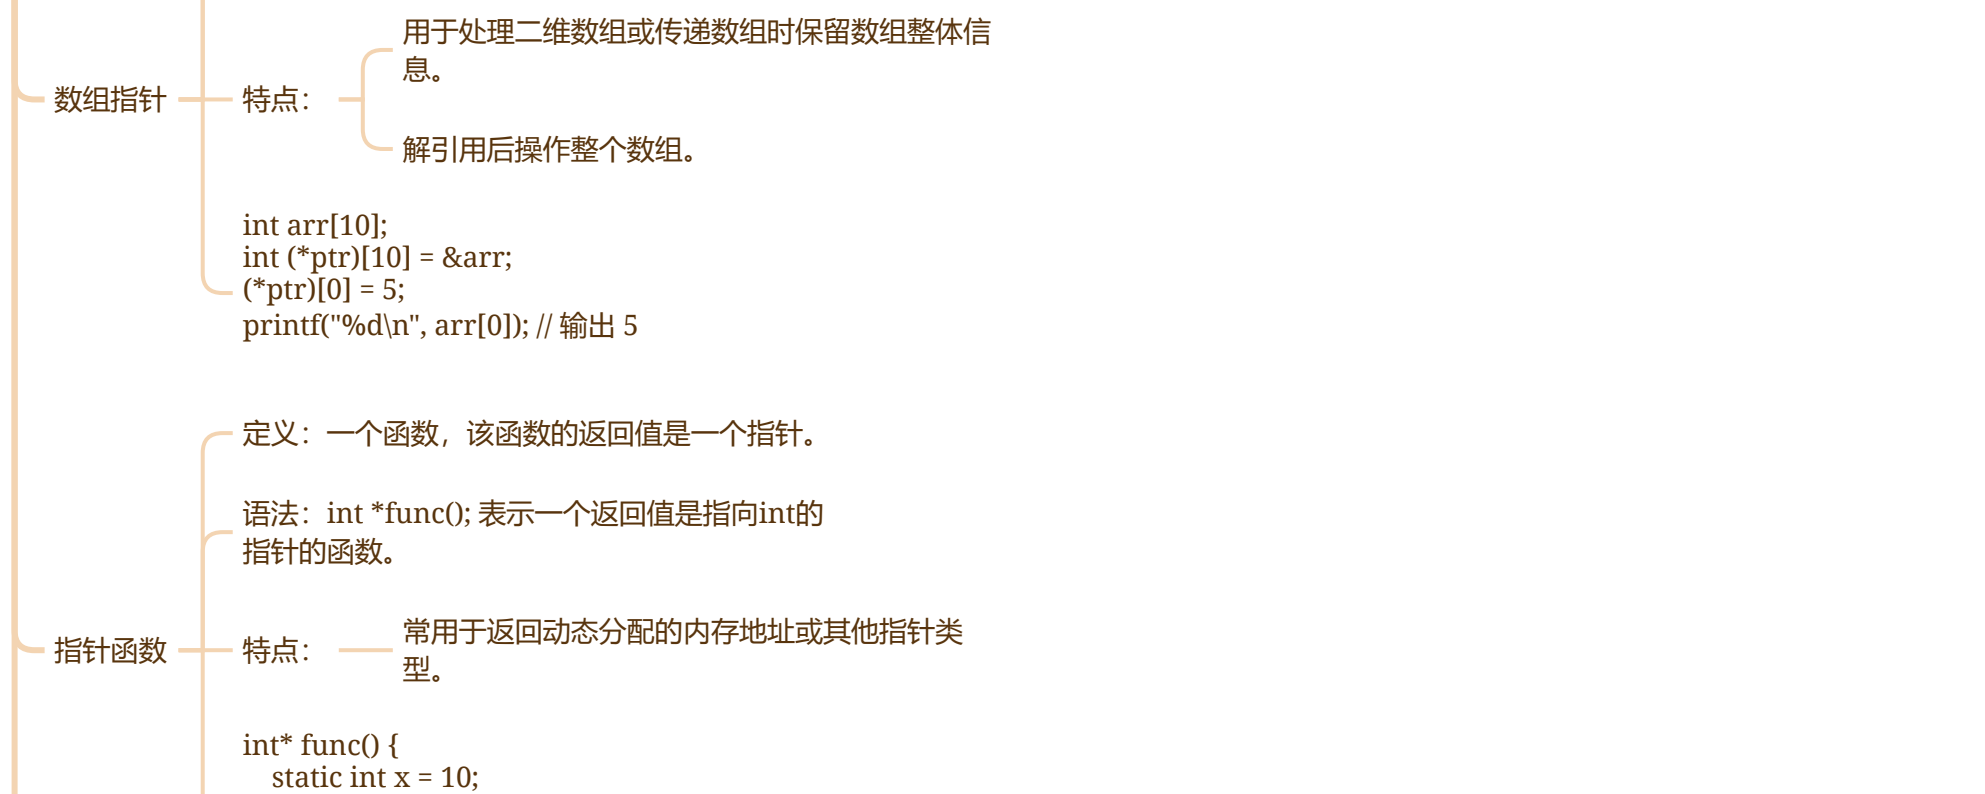 数组指针
特点：
用于处理二维数组或传递数组时保留数组整体信
息。
解引用后操作整个数组。
int arr[10];
int (*ptr)[10] = &arr;
(*ptr)[0] = 5;
printf("%d\n", arr[0]); // 输出 5
指针函数
定义：一个函数，该函数的返回值是一个指针。
语法：int *func(); 表示一个返回值是指向int的
指针的函数。
特点：
常用于返回动态分配的内存地址或其他指针类
型。
int* func() {
    static int x = 10;